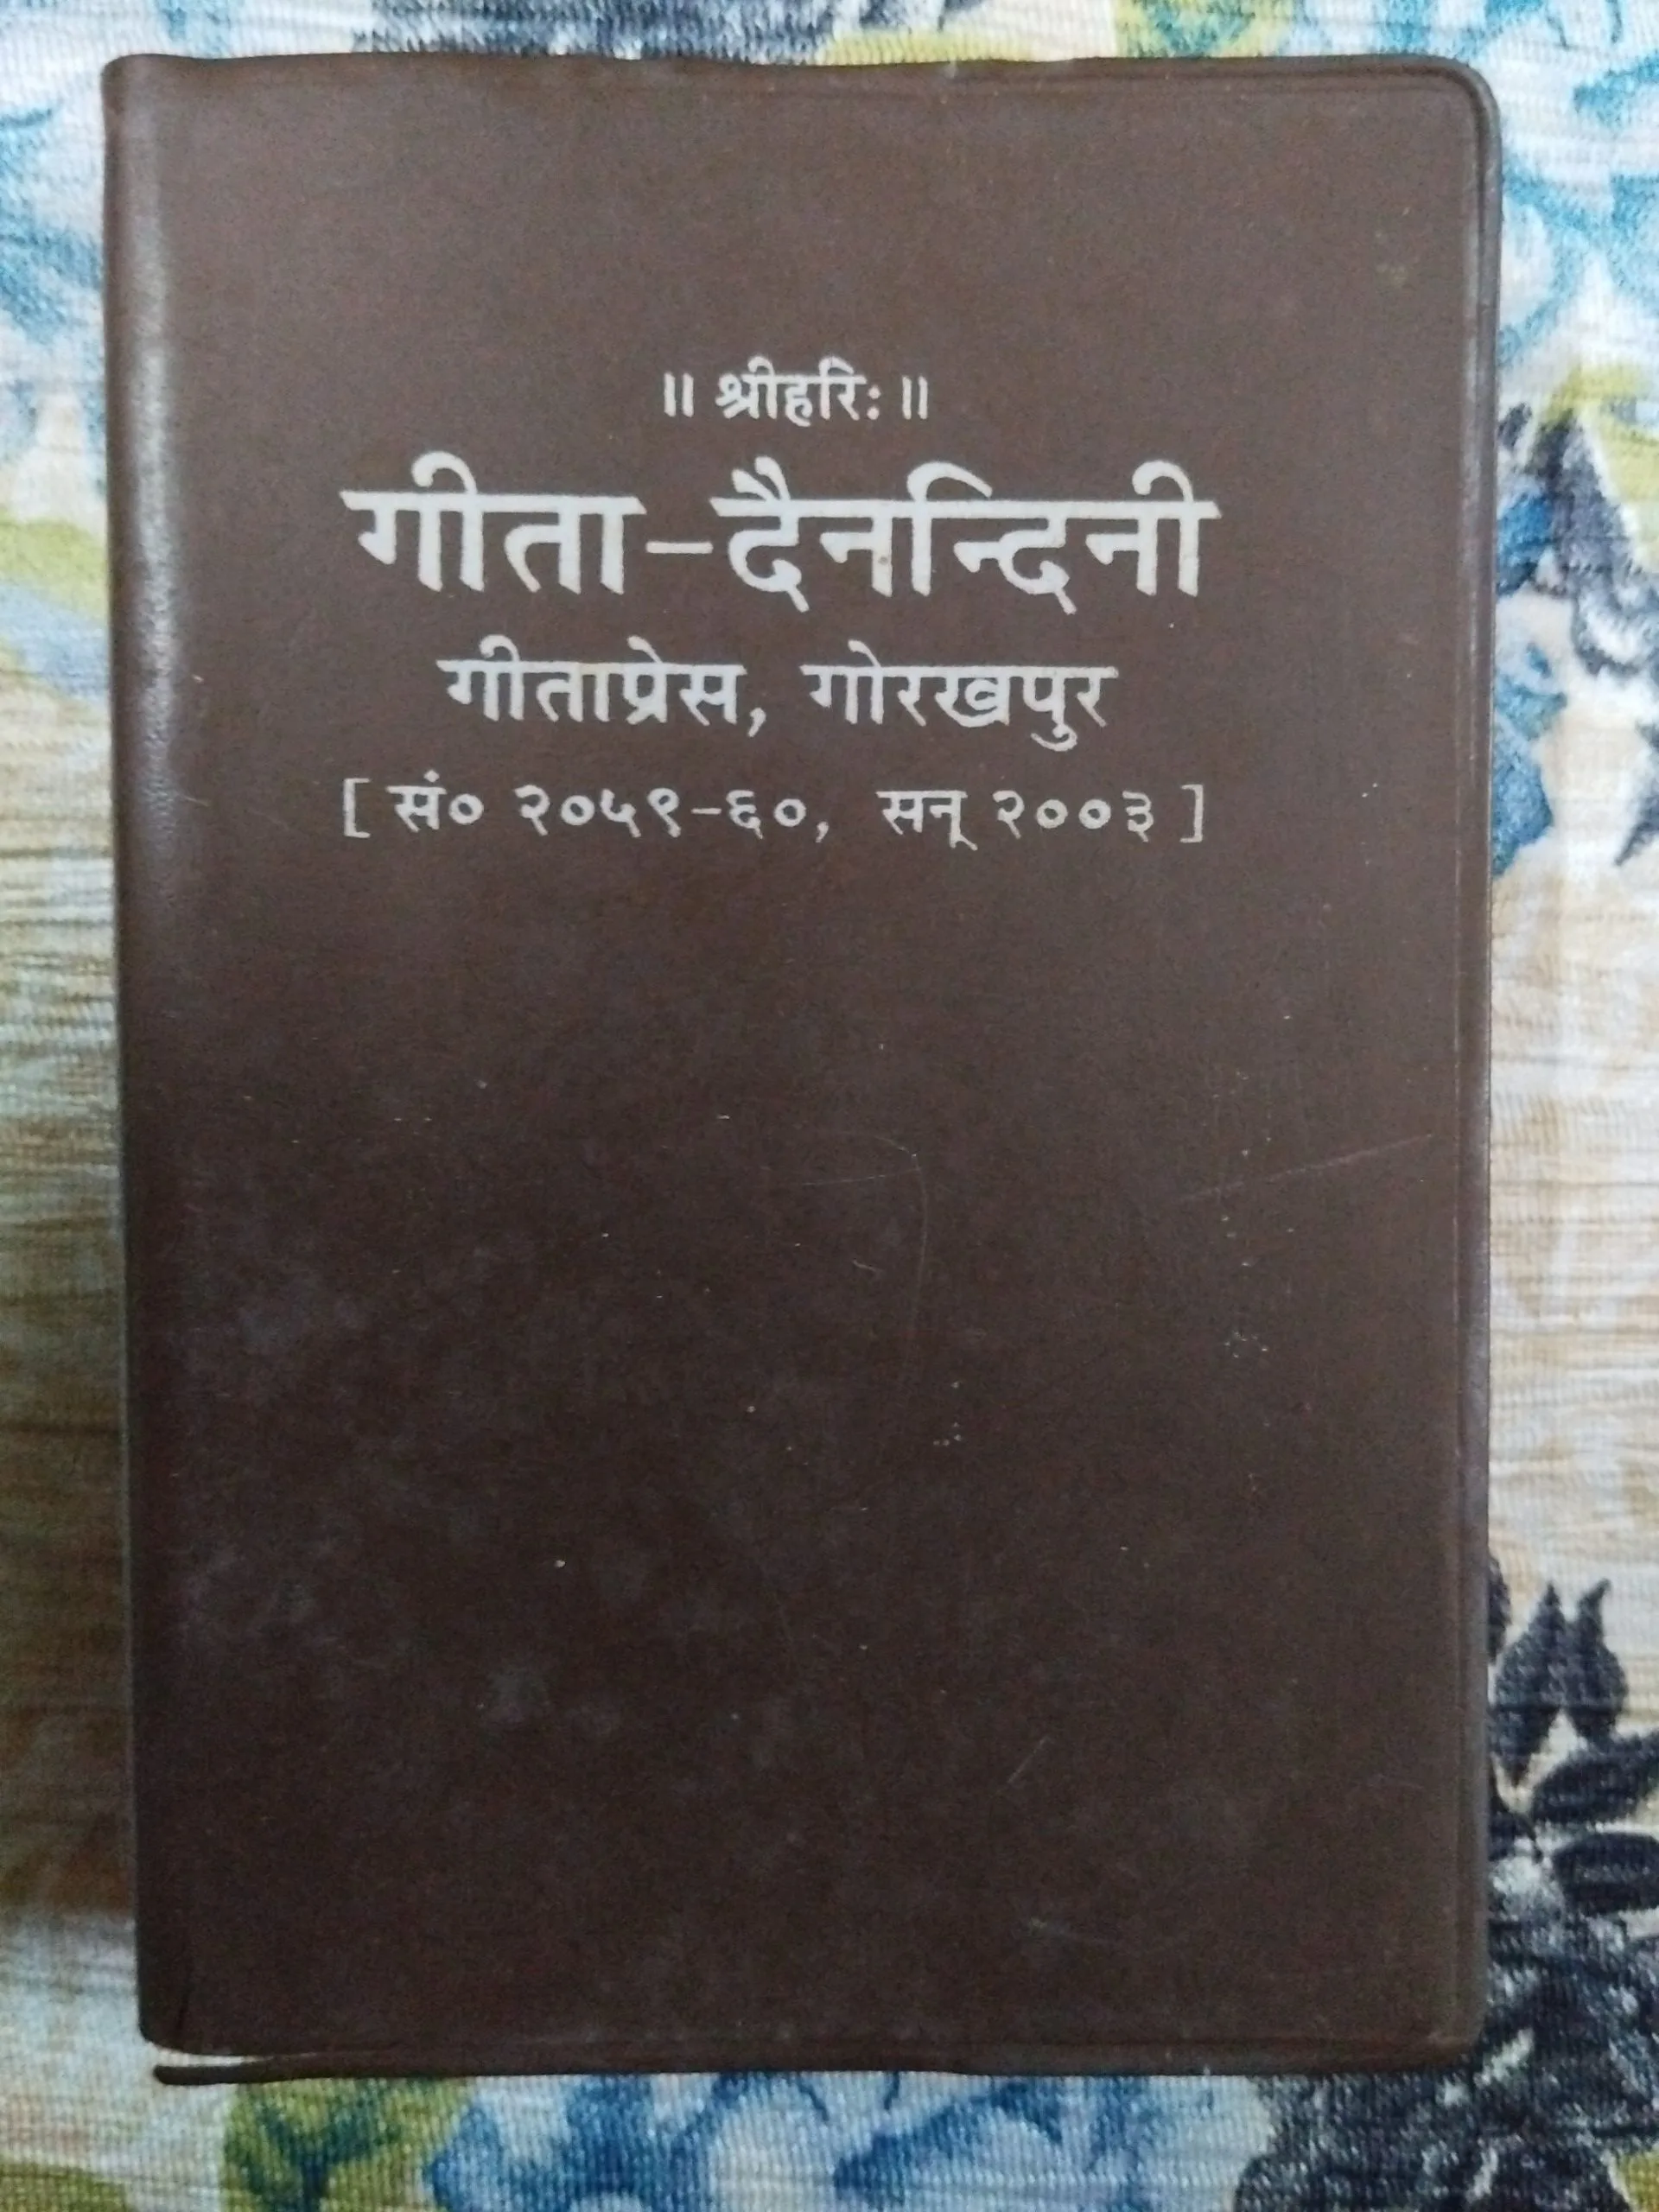 ॥ श्रीहरिः ॥
गीता-दैनन्दिनी
गीताप्रेस, गोरखपुर
[ सं० २०५९-६०, सन् २००३ ]